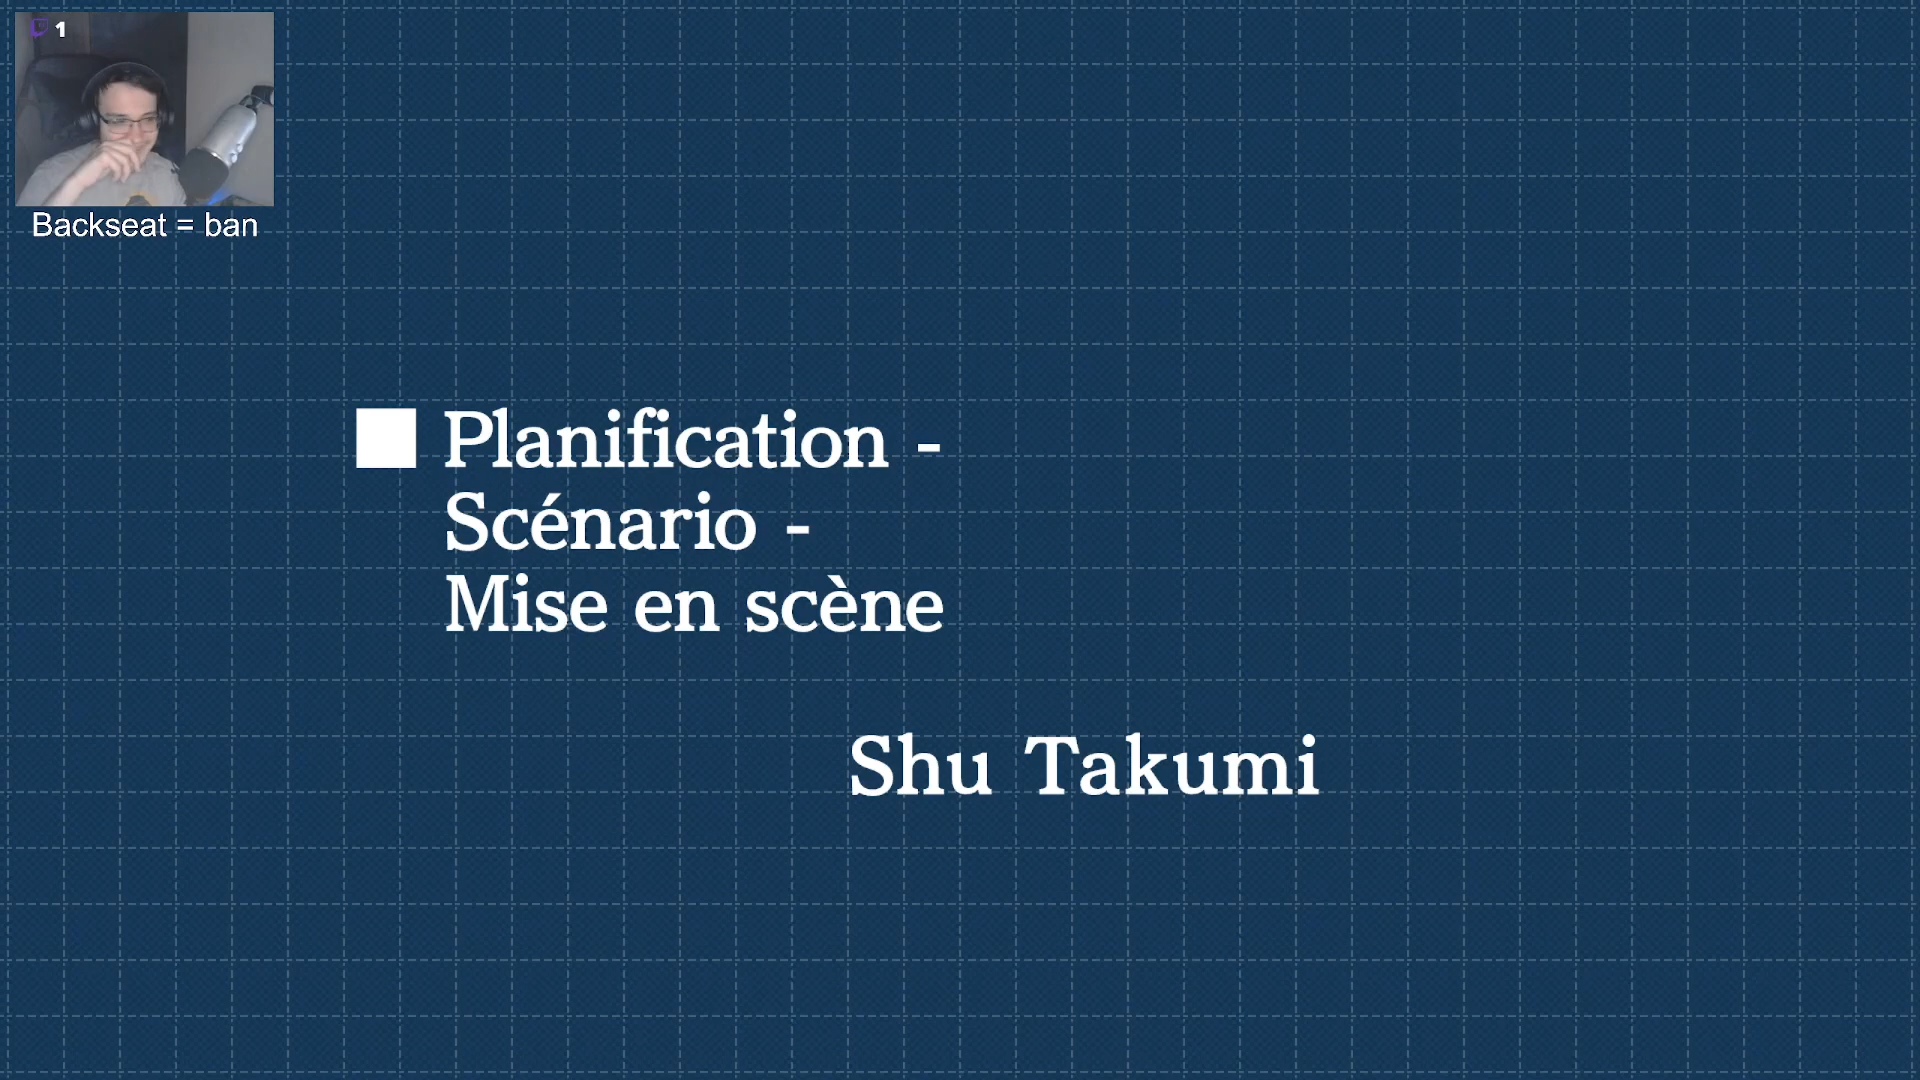 1
Backseat = ban
■ Planification -
Scénario -
Mise en scène
Shu Takumi